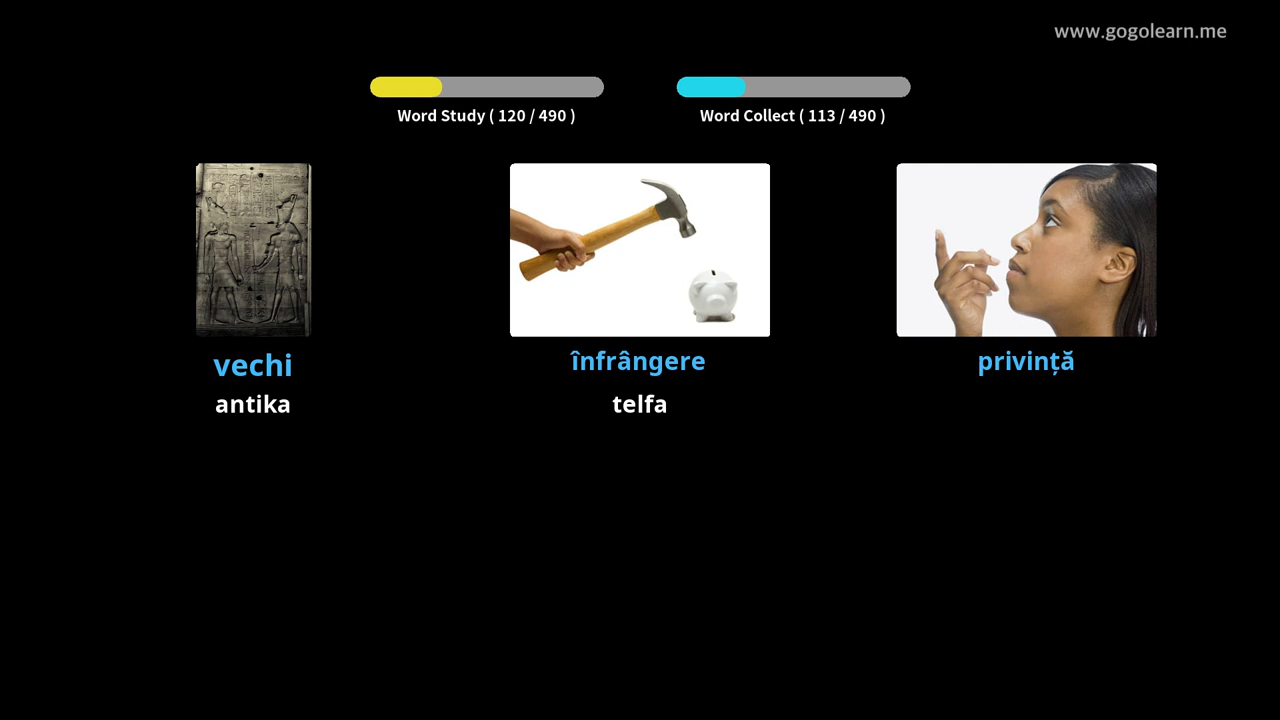 www.gogolearn.me
Word Study ( 120 / 490 )
Word Collect ( 113 / 490 )
vechi
înfrângere
privință
antika
telfa